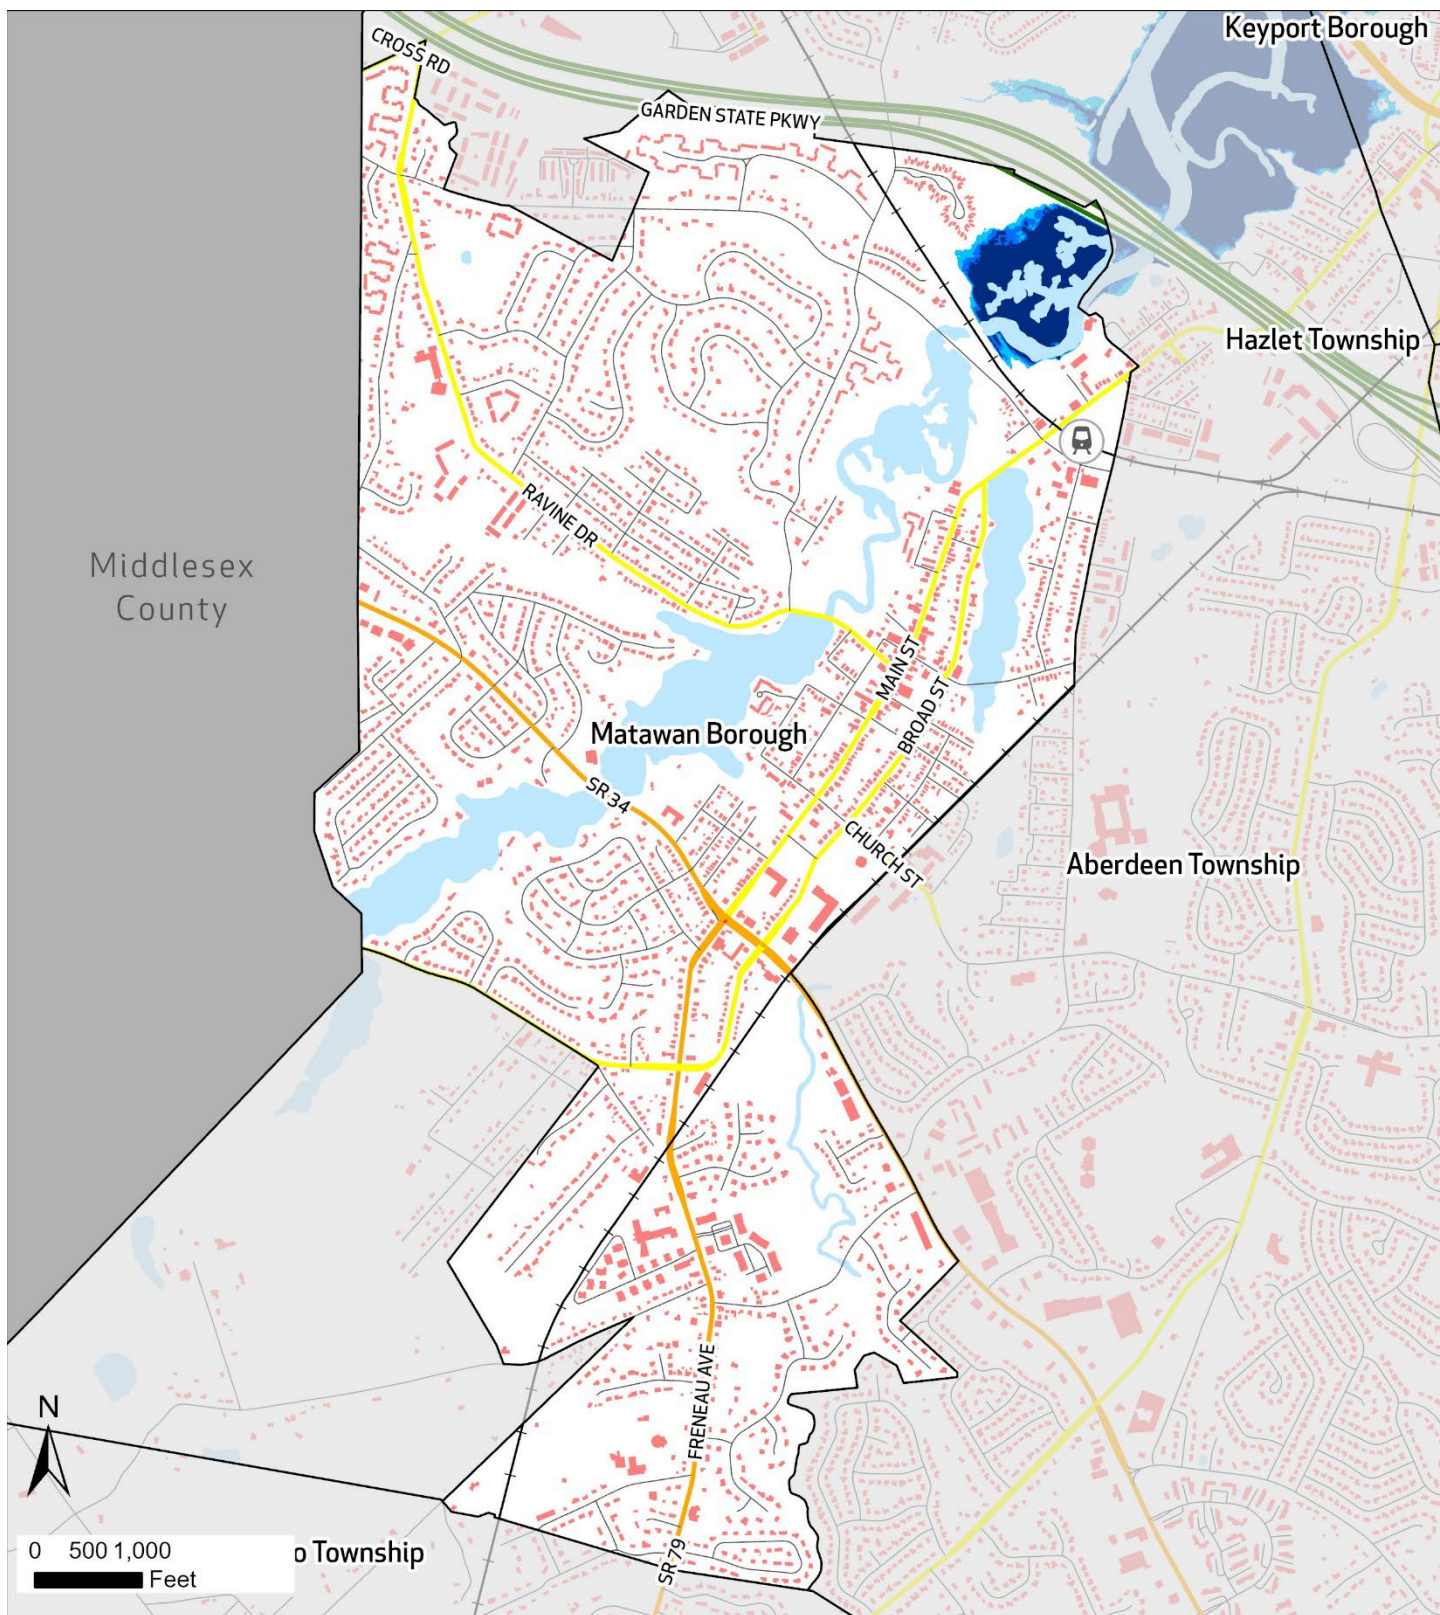 Keyport Borough
CROSS RD
GARDEN STATE PKWY
Hazlet Township
RAVINE DR
Middlesex
County
MAIN ST
BROAD ST
Matawan Borough
SR 34
CHURCH ST
Aberdeen Township
FRENEAU AVE
N
0 500 1,000
Feet
o Township
SR 79